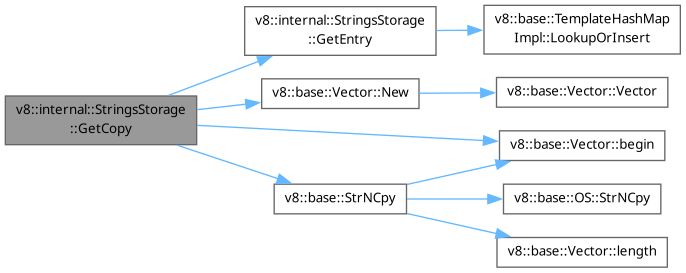 v8::internal::StringsStorage
::GetCopy
v8::internal::StringsStorage
::GetEntry
v8::base::TemplateHashMap
Impl::LookupOrInsert
v8::base::Vector::New
v8::base::Vector::Vector
v8::base::Vector::begin
v8::base::StrNCpy
v8::base::OS::StrNCpy
v8::base::Vector::length